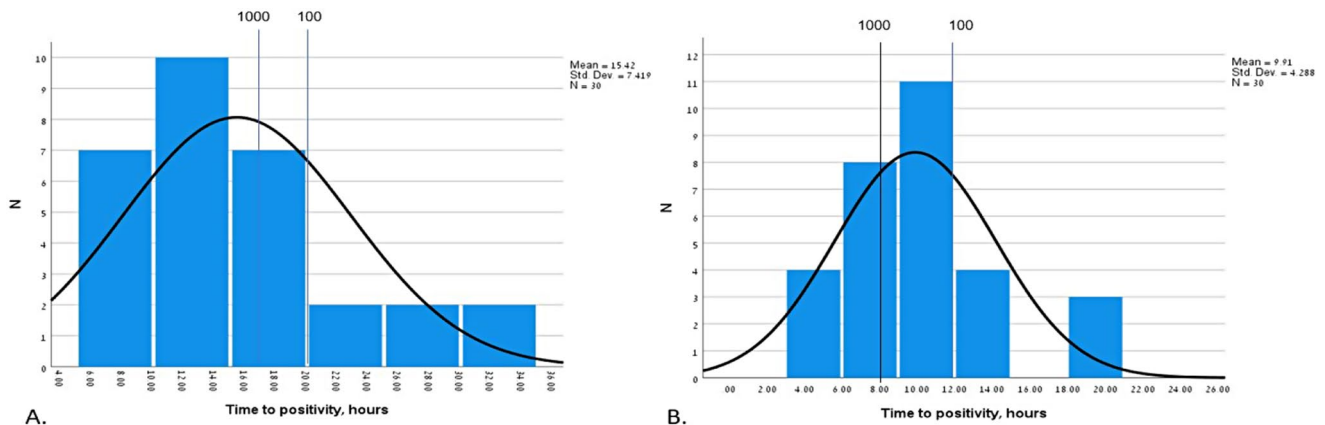 1000 100
Mean = 15.42
Std. Dev. = 7.419
N = 30
10
9
8
7
6
5
4
3
2
1
0
N
4.00 6.00 8.00 10.00 12.00 14.00 16.00 18.00 20.00 22.00 24.00 26.00 28.00 30.00 32.00 34.00 36.00
Time to positivity, hours
A.
1000 100
Mean = 9.91
Std. Dev. = 4.288
N = 30
12
11
10
9
8
7
6
5
4
3
2
1
0
N
.00 2.00 4.00 6.00 8.00 10.00 12.00 14.00 16.00 18.00 20.00 22.00 24.00 26.00
Time to positivity, hours
B.